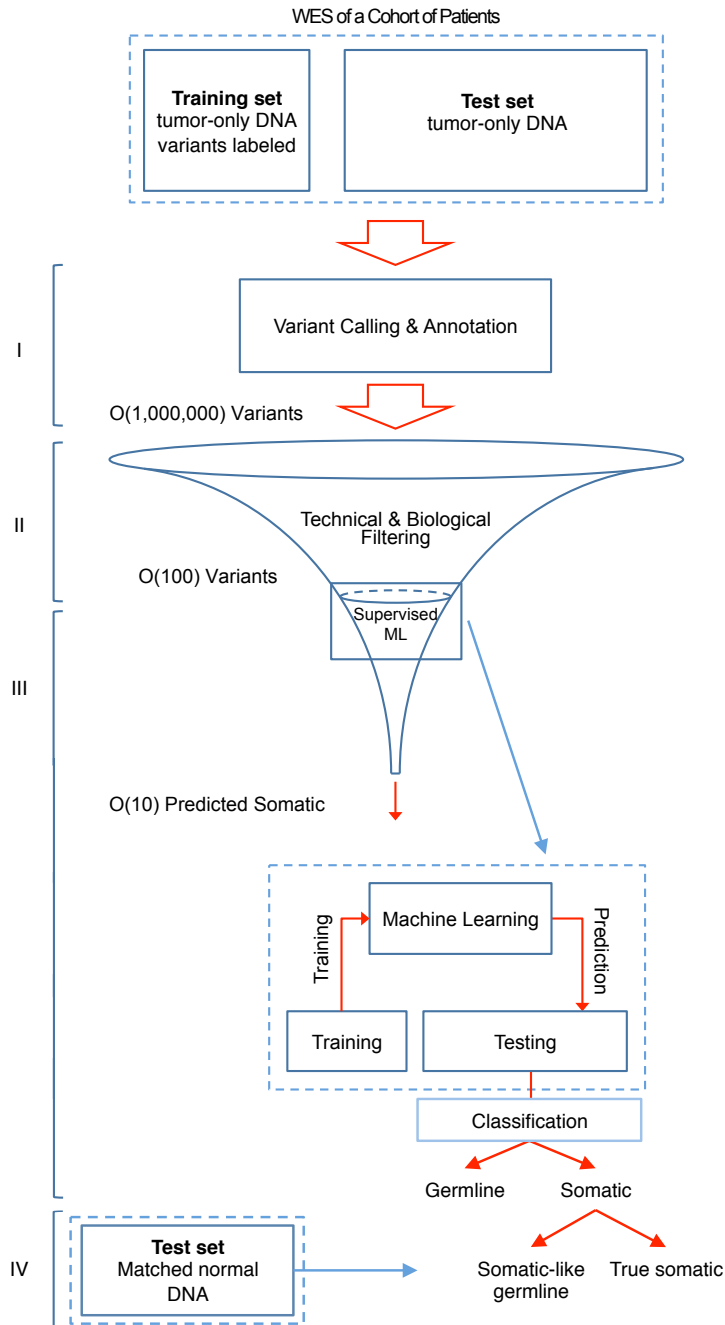 WES of a Cohort of Patients
Training set
tumor-only DNA
variants labeled
Test set
tumor-only DNA
I
Variant Calling & Annotation
O(1,000,000) Variants
II
Technical & Biological
Filtering
O(100) Variants
Supervised
ML
III
O(10) Predicted Somatic
Machine Learning
Training
Prediction
Training
Testing
Classification
Germline
Somatic
IV
Test set
Matched normal
DNA
Somatic-like
germline
True somatic